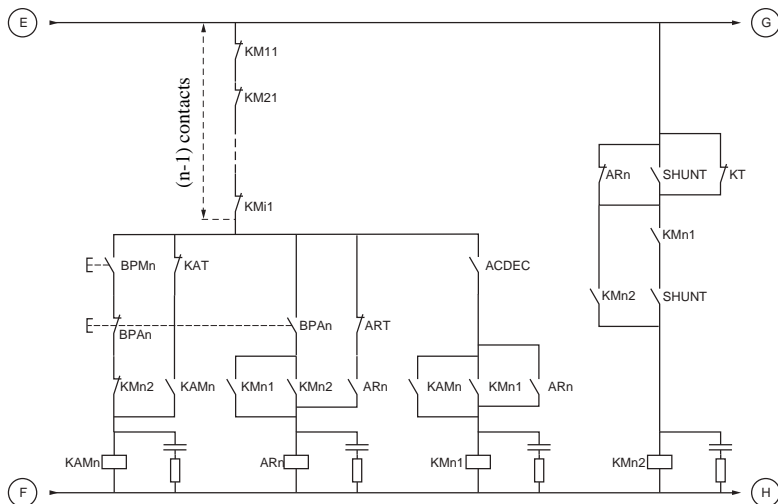 E
G
KM11
KM21
(n-1) contacts
KMi1
ARn
SHUNT
KT
KMn1
BPMn
KAT
ACDEC
KMn2
SHUNT
BPAn
BPAn
ART
KMn2
KAMn
KMn1
KMn2
ARn
KAMn
KMn1
ARn
KAMn
ARn
KMn1
KMn2
F
H